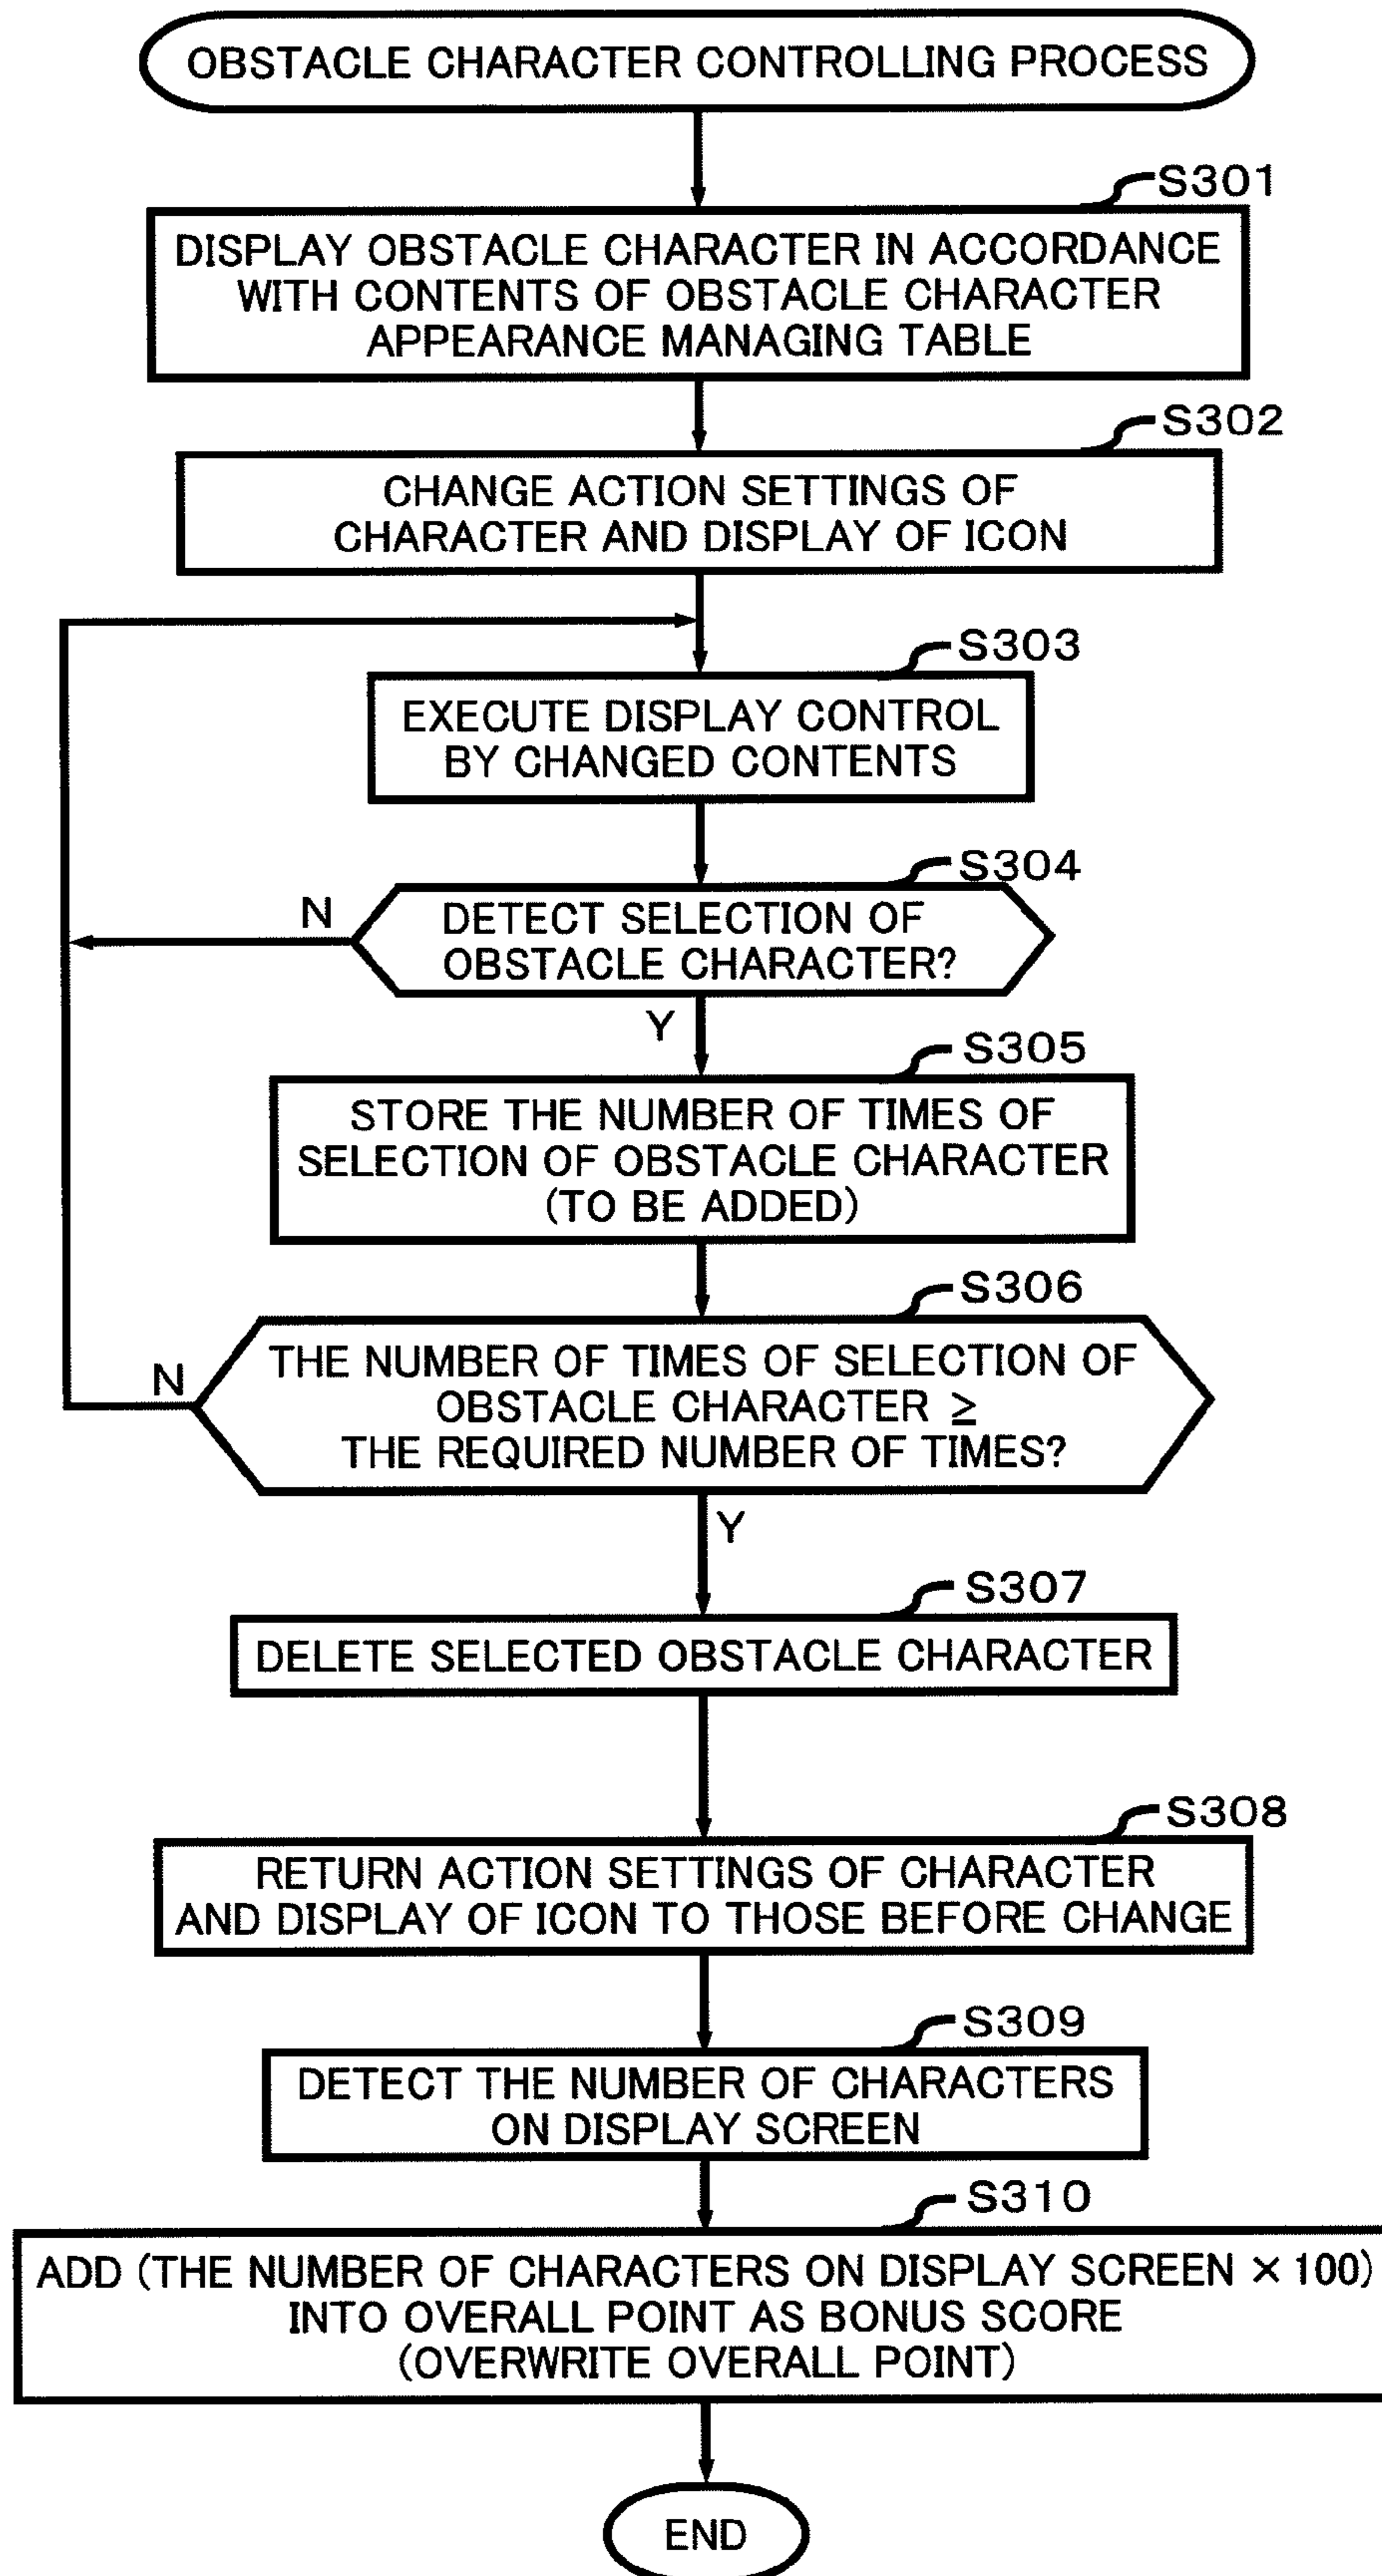 OBSTACLE CHARACTER CONTROLLING PROCESS
S301
DISPLAY OBSTACLE CHARACTER IN ACCORDANCE
WITH CONTENTS OF OBSTACLE CHARACTER
APPEARANCE MANAGING TABLE
S302
CHANGE ACTION SETTINGS OF
CHARACTER AND DISPLAY OF ICON
S303
EXECUTE DISPLAY CONTROL
BY CHANGED CONTENTS
S304
N
DETECT SELECTION OF
OBSTACLE CHARACTER?
Y
S305
STORE THE NUMBER OF TIMES OF
SELECTION OF OBSTACLE CHARACTER
(TO BE ADDED)
S306
N
THE NUMBER OF TIMES OF SELECTION OF
OBSTACLE CHARACTER ≥
THE REQUIRED NUMBER OF TIMES?
Y
S307
DELETE SELECTED OBSTACLE CHARACTER
S308
RETURN ACTION SETTINGS OF CHARACTER
AND DISPLAY OF ICON TO THOSE BEFORE CHANGE
S309
DETECT THE NUMBER OF CHARACTERS
ON DISPLAY SCREEN
S310
ADD (THE NUMBER OF CHARACTERS ON DISPLAY SCREEN × 100)
INTO OVERALL POINT AS BONUS SCORE
(OVERWRITE OVERALL POINT)
END